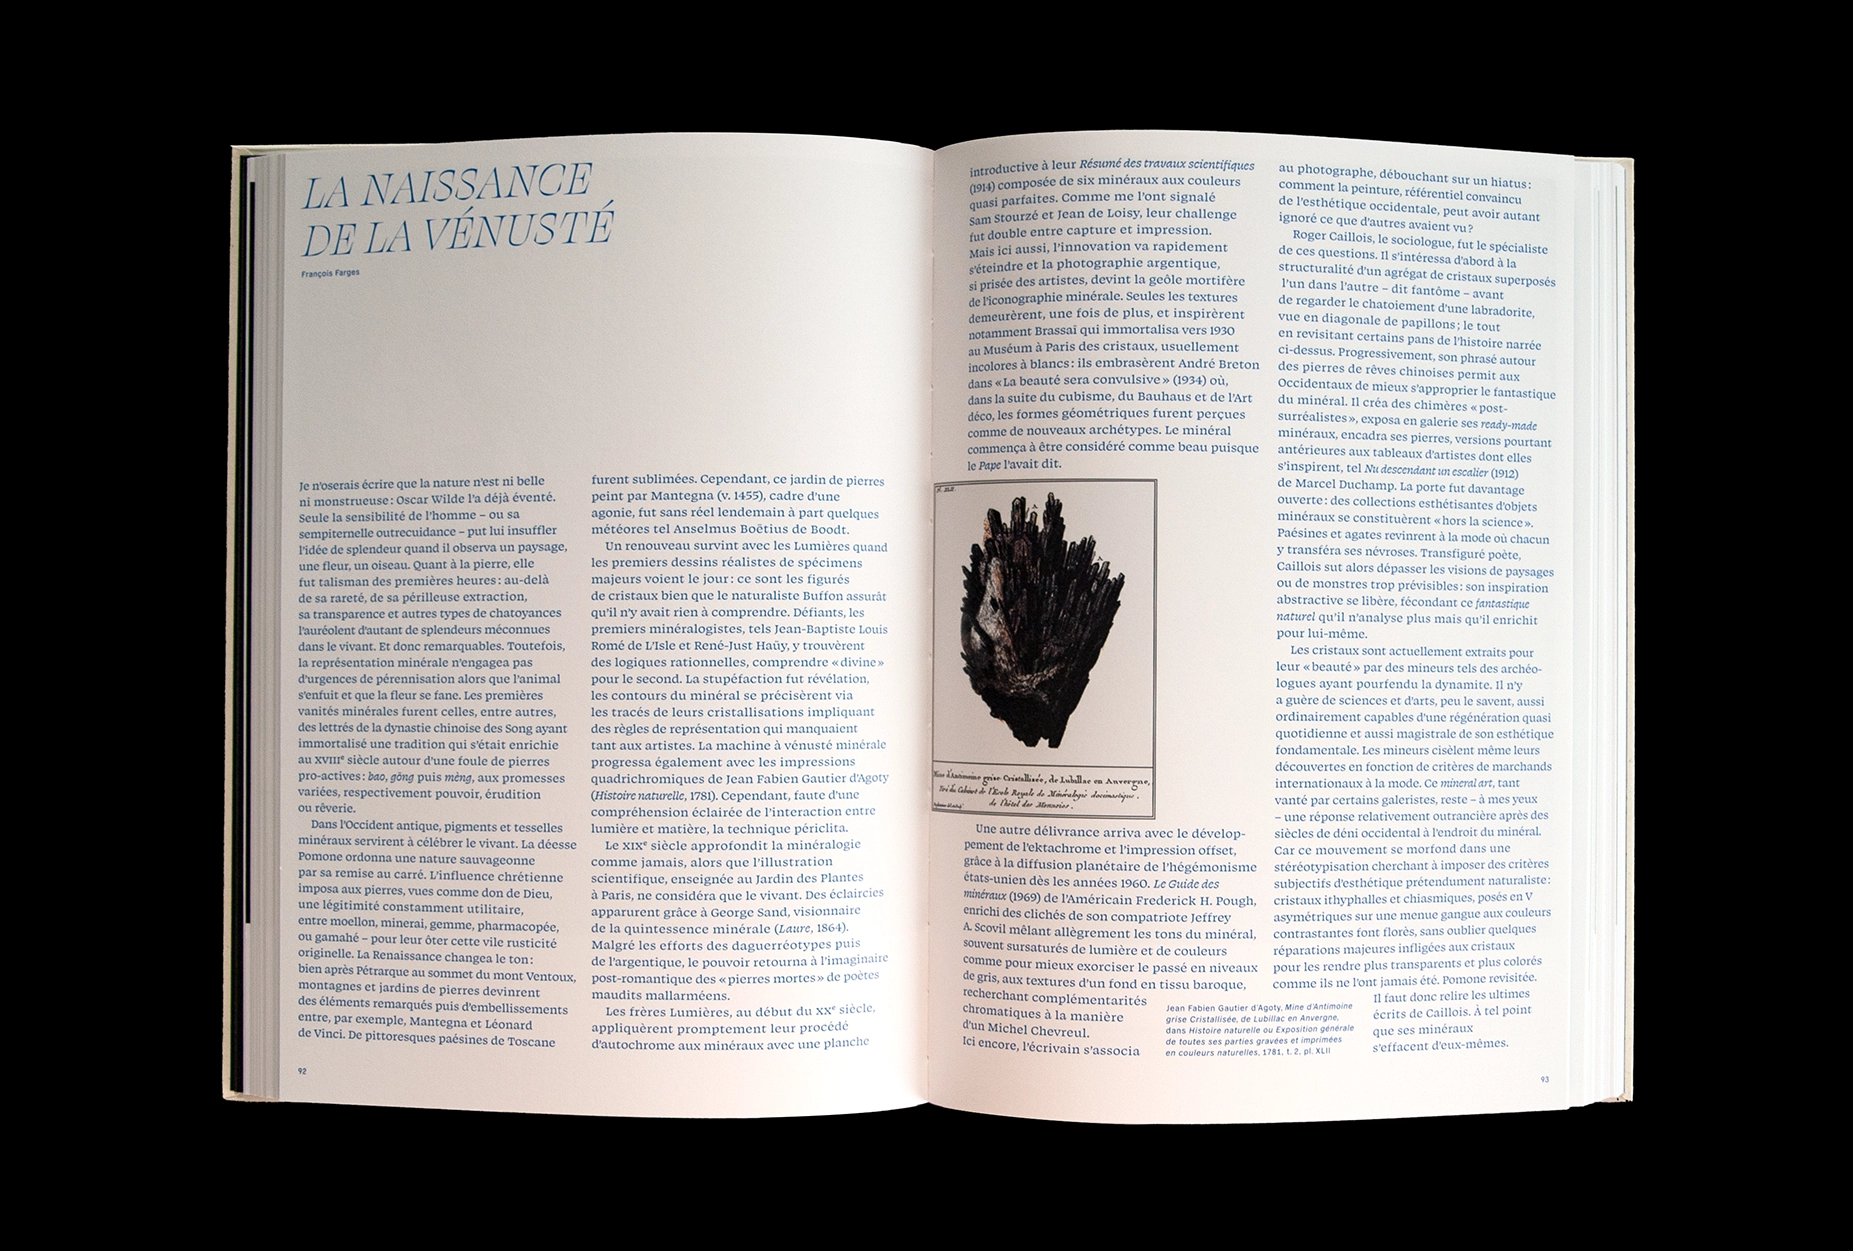 LA NAISSANCE
DE LA VÉNUSTÉ
François Farges
Je n'oserais écrire que la nature n'est ni belle
ni monstrueuse : Oscar Wilde l'a déjà éventé.
Seule la sensibilité de l'homme – ou sa
sempiternelle outrecuidance – put lui insuffler
l'idée de splendeur quand il observa un paysage,
une fleur, un oiseau. Quant à la pierre, elle
fut talisman des premières heures : au-delà
de sa rareté, de sa périlleuse extraction,
sa transparence et autres types de chatoyances
l'auréolent d'autant de splendeurs méconnues
dans le vivant. Et donc remarquables. Toutefois,
la représentation minérale n'engagea pas
d'urgences de pérennisation alors que l'animal
s'enfuit et que la fleur se fane. Les premières
vanités minérales furent celles, entre autres,
des lettrés de la dynastie chinoise des Song ayant
immortalisé une tradition qui s'était enrichie
au XVIIIe siècle autour d'une foule de pierres
pro-actives : bao, gōng puis mèng, aux promesses
variées, respectivement pouvoir, érudition
ou rêverie.
Dans l'Occident antique, pigments et tesselles
minéraux servirent à célébrer le vivant. La déesse
Pomone ordonna une nature sauvageonne
par sa remise au carré. L'influence chrétienne
imposa aux pierres, vues comme don de Dieu,
une légitimité constamment utilitaire,
entre moellon, minerai, gemme, pharmacopée,
ou gamahé – pour leur ôter cette vile rusticité
originelle. La Renaissance changea le ton :
bien après Pétrarque au sommet du mont Ventoux,
montagnes et jardins de pierres devinrent
des éléments remarqués puis d'embellissements
entre, par exemple, Mantegna et Léonard
de Vinci. De pittoresques paésines de Toscane
92
furent sublimées. Cependant, ce jardin de pierres
peint par Mantegna (v. 1455), cadre d'une
agonie, fut sans réel lendemain à part quelques
météores tel Anselmus Boëtius de Boodt.
Un renouveau survint avec les Lumières quand
les premiers dessins réalistes de spécimens
majeurs voient le jour : ce sont les figurés
de cristaux bien que le naturaliste Buffon assurât
qu'il n'y avait rien à comprendre. Défiants, les
premiers minéralogistes, tels Jean-Baptiste Louis
Romé de L'Isle et René-Just Haüy, y trouvèrent
des logiques rationnelles, comprendre « divine »
pour le second. La stupéfaction fut révélation,
les contours du minéral se précisèrent via
les tracés de leurs cristallisations impliquant
des règles de représentation qui manquaient
tant aux artistes. La machine à vénusté minérale
progressa également avec les impressions
quadrichromiques de Jean Fabien Gautier d'Agoty
(Histoire naturelle, 1781). Cependant, faute d'une
compréhension éclairée de l'interaction entre
lumière et matière, la technique périclita.
Le XIXe siècle approfondit la minéralogie
comme jamais, alors que l'illustration
scientifique, enseignée au Jardin des Plantes
à Paris, ne considéra que le vivant. Des éclaircies
apparurent grâce à George Sand, visionnaire
de la quintessence minérale (Laure, 1864).
Malgré les efforts des daguerréotypes puis
de l'argentique, le pouvoir retourna à l'imaginaire
post-romantique des « pierres mortes » de poètes
maudits mallarméens.
Les frères Lumières, au début du XXe siècle,
appliquèrent promptement leur procédé
d'autochrome aux minéraux avec une planche
introductive à leur Résumé des travaux scientifiques
(1914) composée de six minéraux aux couleurs
quasi parfaites. Comme me l'ont signalé
Sam Stourzé et Jean de Loisy, leur challenge
fut double entre capture et impression.
Mais ici aussi, l'innovation va rapidement
s'éteindre et la photographie argentique,
si prisée des artistes, devint la geôle mortifère
de l'iconographie minérale. Seules les textures
demeurèrent, une fois de plus, et inspirèrent
notamment Brassaï qui immortalisa vers 1930
au Muséum à Paris des cristaux, usuellement
incolores à blancs : ils embrasèrent André Breton
dans « La beauté sera convulsive » (1934) où,
dans la suite du cubisme, du Bauhaus et de l'Art
déco, les formes géométriques furent perçues
comme de nouveaux archétypes. Le minéral
commença à être considéré comme beau puisque
le Pape l'avait dit.
Mine d'Antimoine grise Cristallisée, de Lubillac en Auvergne,
Tiré du Cabinet de l'Ecole Royale de Minéralogie docimastique.
de l'hôtel des Monnoies.
Une autre délivrance arriva avec le dévelop-
pement de l'ektachrome et l'impression offset,
grâce à la diffusion planétaire de l'hégémonisme
états-unien dès les années 1960. Le Guide des
minéraux (1969) de l'Américain Frederick H. Pough,
enrichi des clichés de son compatriote Jeffrey
A. Scovil mêlant allègrement les tons du minéral,
souvent sursaturés de lumière et de couleurs
comme pour mieux exorciser le passé en niveaux
de gris, aux textures d'un fond en tissu baroque,
recherchant complémentarités
chromatiques à la manière
d'un Michel Chevreul.
Ici encore, l'écrivain s'associa
Jean Fabien Gautier d'Agoty, Mine d'Antimoine
grise Cristallisée, de Lubillac en Auvergne,
dans Histoire naturelle ou Exposition générale
de toutes ses parties gravées et imprimées
en couleurs naturelles, 1781, t. 2, pl. XLII
au photographe, débouchant sur un hiatus :
comment la peinture, référentiel convaincu
de l'esthétique occidentale, peut avoir autant
ignoré ce que d'autres avaient vu ?
Roger Caillois, le sociologue, fut le spécialiste
de ces questions. Il s'intéressa d'abord à la
structuralité d'un agrégat de cristaux superposés
l'un dans l'autre – dit fantôme – avant
de regarder le chatoiement d'une labradorite,
vue en diagonale de papillons ; le tout
en revisitant certains pans de l'histoire narrée
ci-dessus. Progressivement, son phrasé autour
des pierres de rêves chinoises permit aux
Occidentaux de mieux s'approprier le fantastique
du minéral. Il créa des chimères « post-
surréalistes », exposa en galerie ses ready-made
minéraux, encadra ses pierres, versions pourtant
antérieures aux tableaux d'artistes dont elles
s'inspirent, tel Nu descendant un escalier (1912)
de Marcel Duchamp. La porte fut davantage
ouverte : des collections esthétisantes d'objets
minéraux se constituèrent « hors la science ».
Paésines et agates revinrent à la mode où chacun
y transféra ses névroses. Transfiguré poète,
Caillois sut alors dépasser les visions de paysages
ou de monstres trop prévisibles : son inspiration
abstractive se libère, fécondant ce fantastique
naturel qu'il n'analyse plus mais qu'il enrichit
pour lui-même.
Les cristaux sont actuellement extraits pour
leur « beauté » par des mineurs tels des archéo-
logues ayant pourfendu la dynamite. Il n'y
a guère de sciences et d'arts, peu le savent, aussi
ordinairement capables d'une régénération quasi
quotidienne et aussi magistrale de son esthétique
fondamentale. Les mineurs cisèlent même leurs
découvertes en fonction de critères de marchands
internationaux à la mode. Ce mineral art, tant
vanté par certains galeristes, reste – à mes yeux
– une réponse relativement outrancière après des
siècles de déni occidental à l'endroit du minéral.
Car ce mouvement se morfond dans une
stéréotypisation cherchant à imposer des critères
subjectifs d'esthétique prétendument naturaliste :
cristaux ithyphalles et chiasmiques, posés en V
asymétriques sur une menue gangue aux couleurs
contrastantes font florès, sans oublier quelques
réparations majeures infligées aux cristaux
pour les rendre plus transparents et plus colorés
comme ils ne l'ont jamais été. Pomone revisitée.
Il faut donc relire les ultimes
écrits de Caillois. À tel point
que ses minéraux
s'effacent d'eux-mêmes.
93